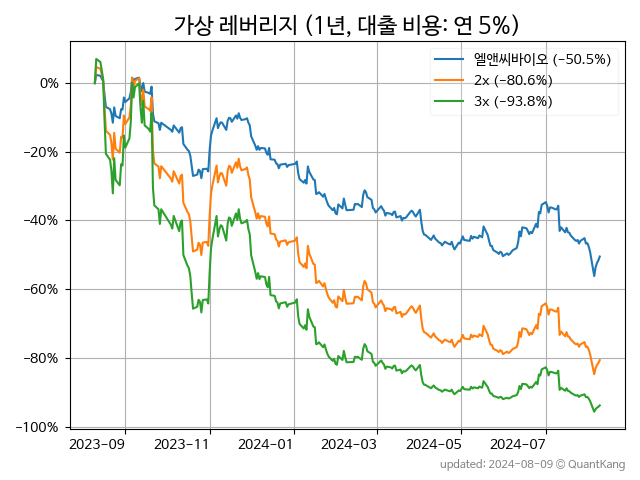 가상 레버리지 (1년, 대출 비용: 연 5%)
엘앤씨바이오 (−50.5%)
2x (−80.6%)
3x (−93.8%)
0%
−20%
−40%
−60%
−80%
−100%
2023-09 2023-11 2024-01 2024-03 2024-05 2024-07
updated: 2024-08-09 © QuantKang